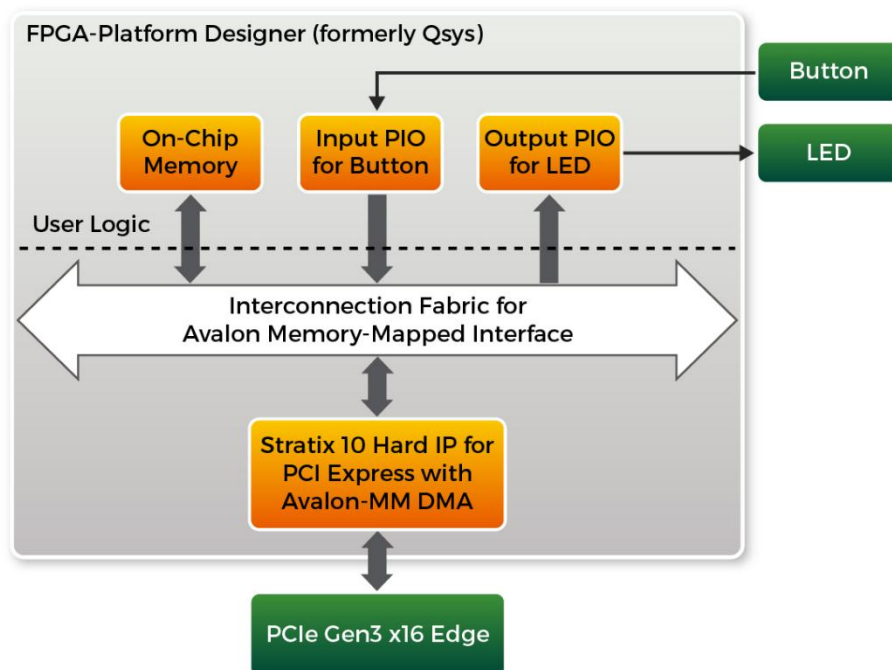 FPGA-Platform Designer (formerly Qsys)
Button
On-Chip
Memory
Input PIO
for Button
Output PIO
for LED
LED
User Logic
Interconnection Fabric for
Avalon Memory-Mapped Interface
Stratix 10 Hard IP for
PCI Express with
Avalon-MM DMA
PCIe Gen3 x16 Edge